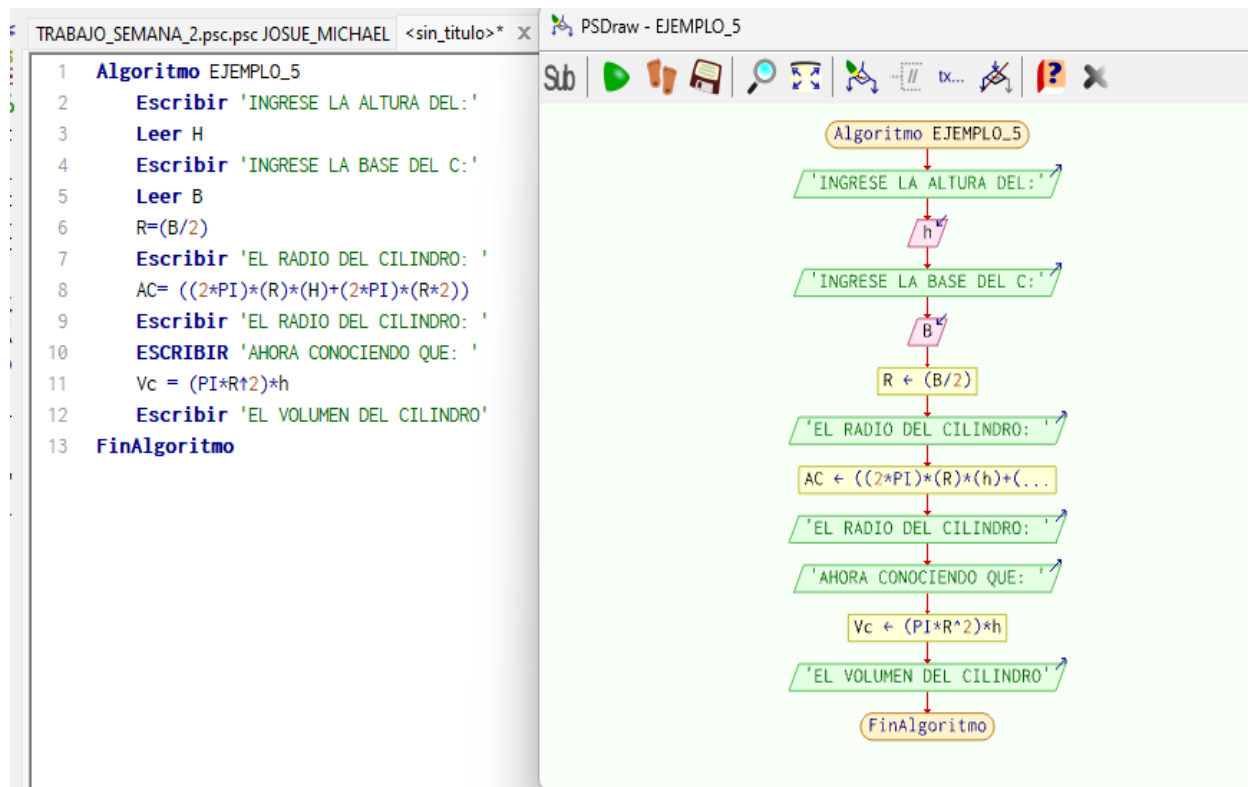 TRABAJO_SEMANA_2.psc.psc JOSUE_MICHAEL <sin_titulo>* x
1 Algoritmo EJEMPLO_5
2 Escribir 'INGRESE LA ALTURA DEL:'
3 Leer H
4 Escribir 'INGRESE LA BASE DEL C:'
5 Leer B
6 R=(B/2)
7 Escribir 'EL RADIO DEL CILINDRO: '
8 AC= ((2*PI)*(R)*(H)+(2*PI)*(R*2))
9 Escribir 'EL RADIO DEL CILINDRO: '
10 ESCRIBIR 'AHORA CONOCIENDO QUE: '
11 Vc = (PI*R↑2)*h
12 Escribir 'EL VOLUMEN DEL CILINDRO'
13 FinAlgoritmo
PSDraw - EJEMPLO_5
Sub tx... ?
Algoritmo EJEMPLO_5
'INGRESE LA ALTURA DEL:'
h
'INGRESE LA BASE DEL C:'
B
R ← (B/2)
'EL RADIO DEL CILINDRO: '
AC ← ((2*PI)*(R)*(h)+(...
'EL RADIO DEL CILINDRO: '
'AHORA CONOCIENDO QUE: '
Vc ← (PI*R^2)*h
'EL VOLUMEN DEL CILINDRO'
FinAlgoritmo